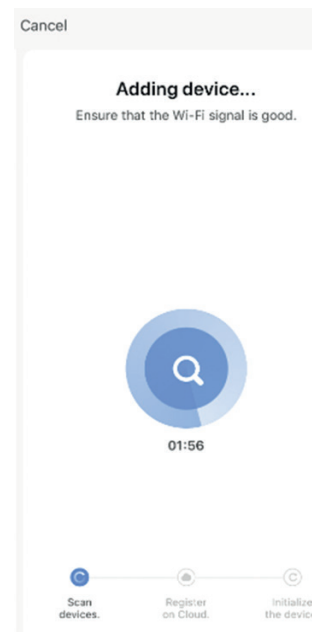 Cancel
Adding device...
Ensure that the Wi-Fi signal is good.
01:56
Scan
devices.
Register
on Cloud.
Initialize
the device